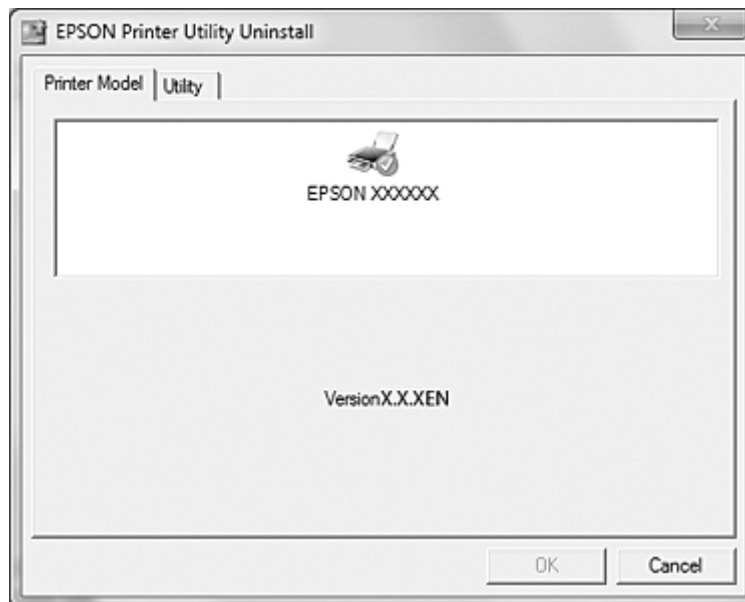 EPSON Printer Utility Uninstall
Printer Model Utility
EPSON XXXXXX
VersionX.X.XEN
OK Cancel